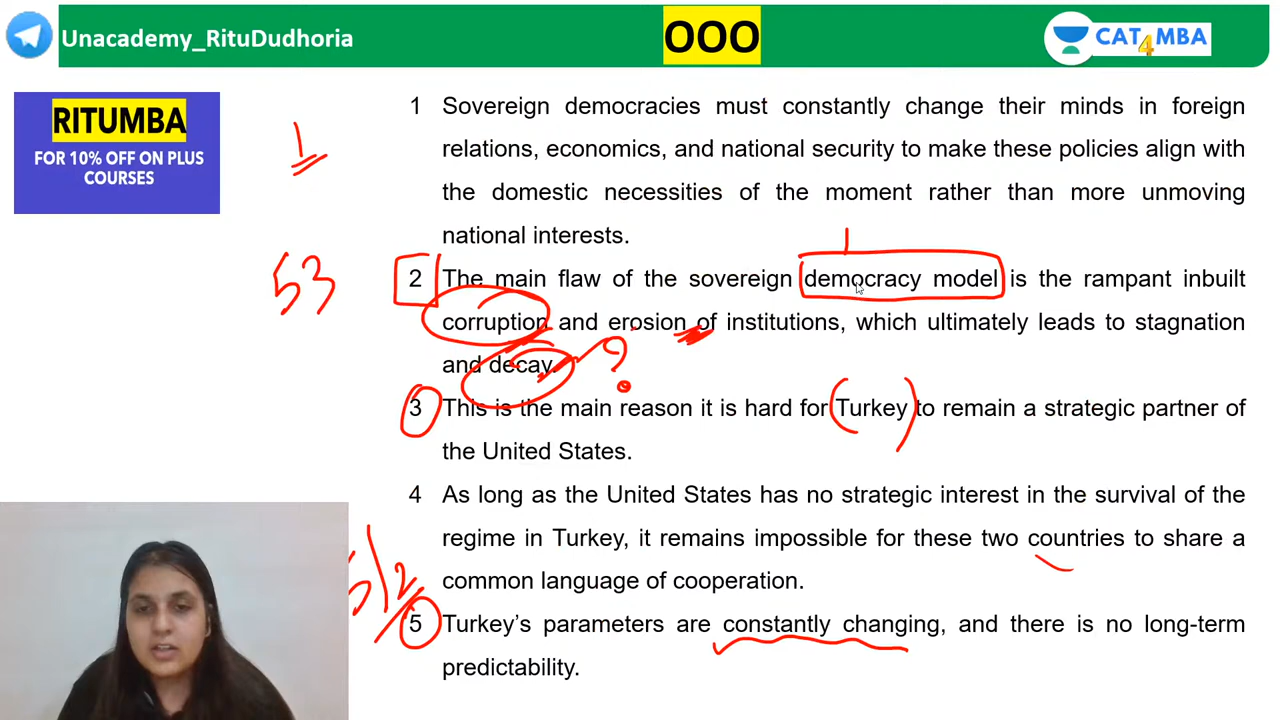 Unacademy_RituDudhoria
OOO
CAT4MBA
RITUMBA
FOR 10% OFF ON PLUS
COURSES
1
53
5/2
1 Sovereign democracies must constantly change their minds in foreign
relations, economics, and national security to make these policies align with
the domestic necessities of the moment rather than more unmoving
national interests.
1
2 The main flaw of the sovereign democracy model is the rampant inbuilt
corruption and erosion of institutions, which ultimately leads to stagnation
and decay. ?
3 This is the main reason it is hard for (Turkey) to remain a strategic partner of
the United States.
4 As long as the United States has no strategic interest in the survival of the
regime in Turkey, it remains impossible for these two countries to share a
common language of cooperation.
5 Turkey's parameters are constantly changing, and there is no long-term
predictability.